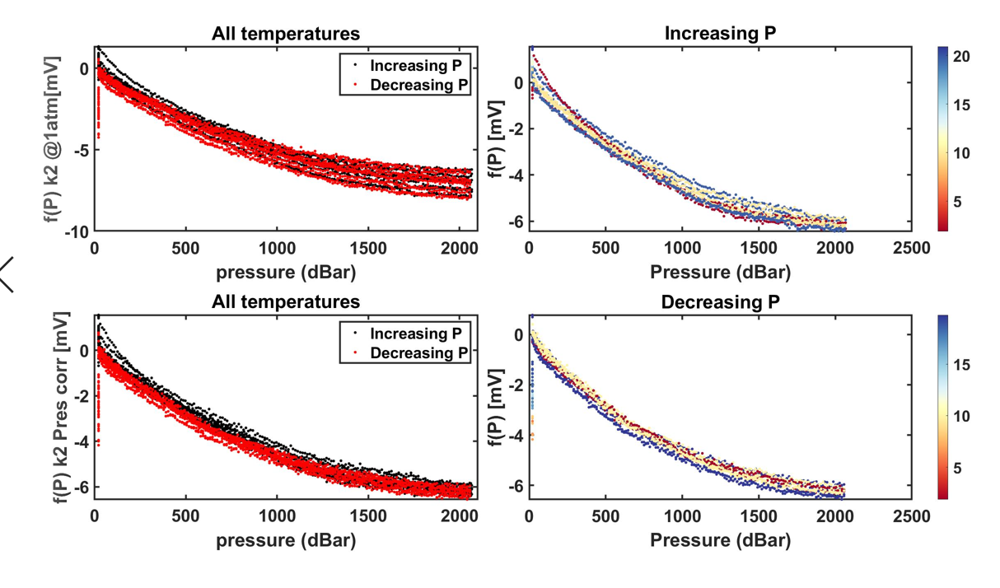 All temperatures
f(P) k2 @1atm[mV]
0
-5
-10
Increasing P
Decreasing P
0
500
1000
1500
2000
pressure (dBar)
Increasing P
f(P) [mV]
0
-2
-4
-6
0
500
1000
1500
2000
2500
Pressure (dBar)
20
15
10
5
All temperatures
f(P) k2 Pres corr [mV]
0
-2
-4
-6
Increasing P
Decreasing P
0
500
1000
1500
2000
pressure (dBar)
Decreasing P
f(P) [mV]
0
-2
-4
-6
0
500
1000
1500
2000
2500
Pressure (dBar)
15
10
5